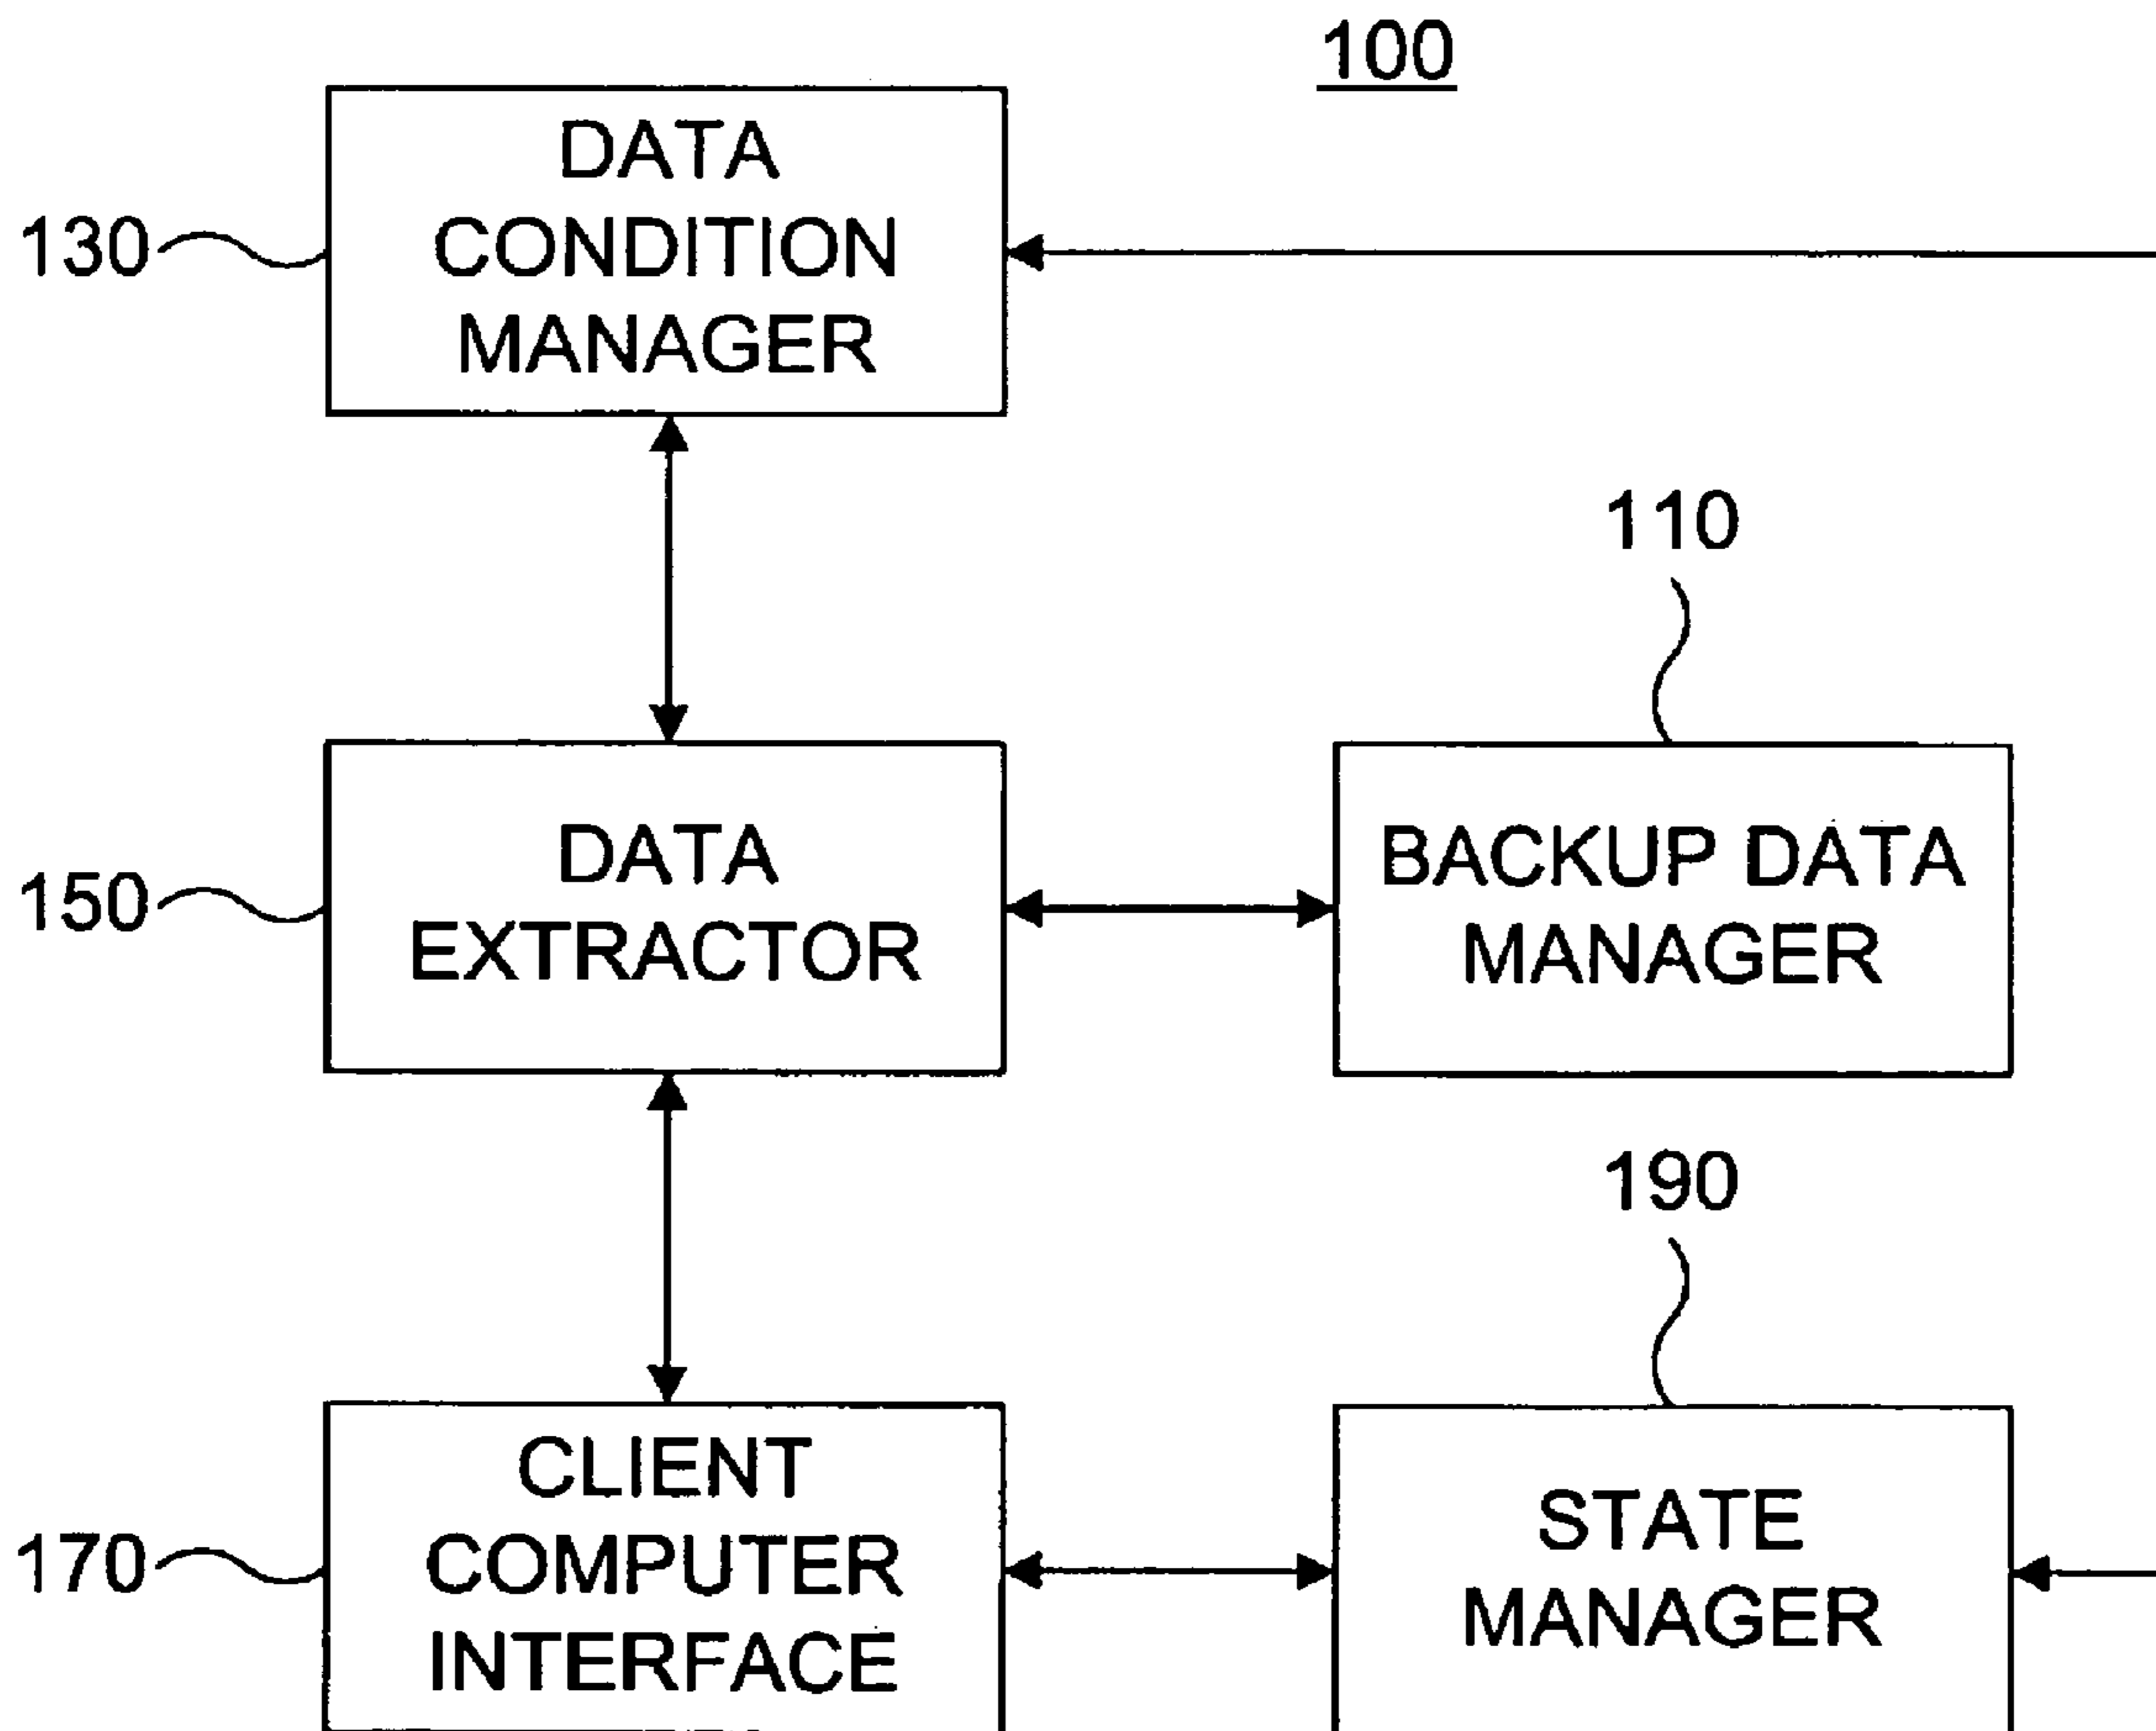 100
DATA
CONDITION
MANAGER
130
110
DATA
EXTRACTOR
150
BACKUP DATA
MANAGER
190
CLIENT
COMPUTER
INTERFACE
170
STATE
MANAGER